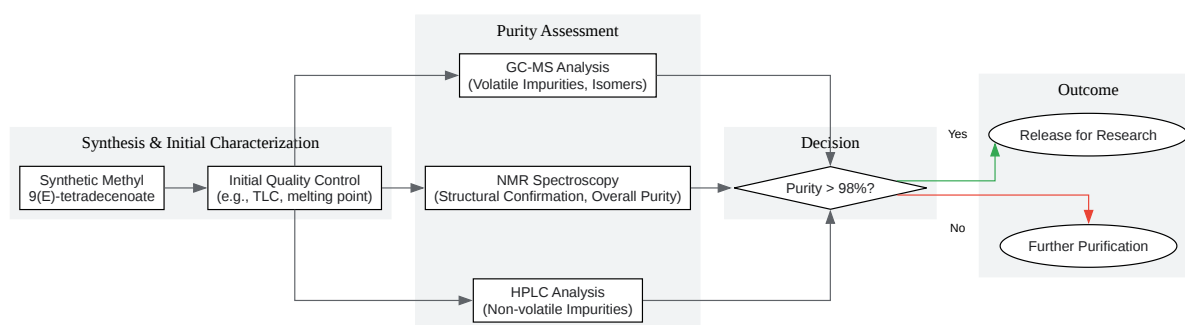 Purity Assessment
GC-MS Analysis
(Volatile Impurities, Isomers)
Outcome
Yes
Release for Research
Synthesis & Initial Characterization
Decision
Synthetic Methyl
9(E)-tetradecenoate
Initial Quality Control
(e.g., TLC, melting point)
NMR Spectroscopy
(Structural Confirmation, Overall Purity)
Purity > 98%?
No
Further Purification
HPLC Analysis
(Non-volatile Impurities)